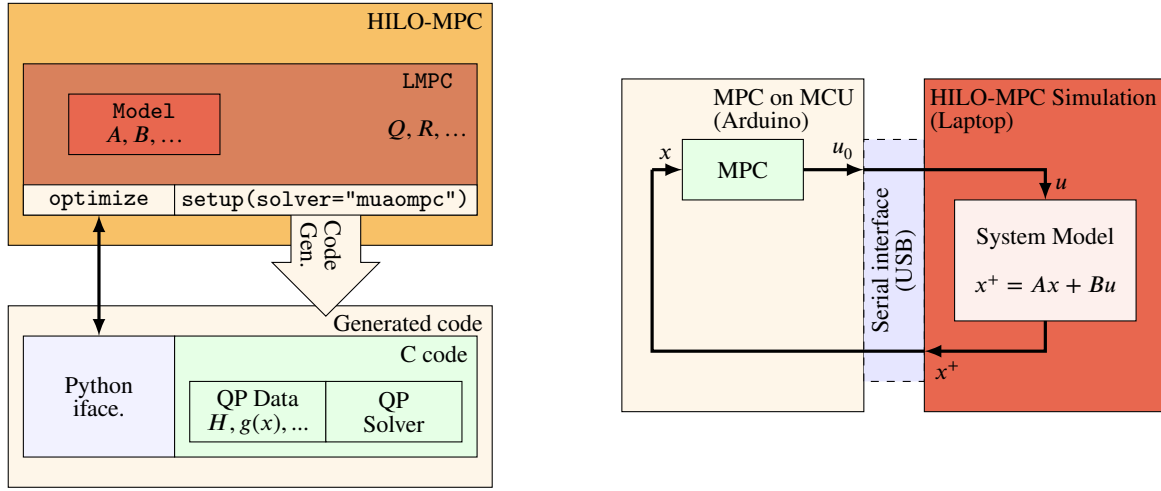 HILO-MPC
LMPC
Model
A, B, …
Q, R, …
optimize
setup(solver="muaompc")
Code
Gen.
Generated code
Python
iface.
C code
QP Data
H, g(x), ...
QP
Solver
MPC on MCU
(Arduino)
x
MPC
u₀
Serial interface
(USB)
HILO-MPC Simulation
(Laptop)
u
System Model
x⁺ = Ax + Bu
x⁺